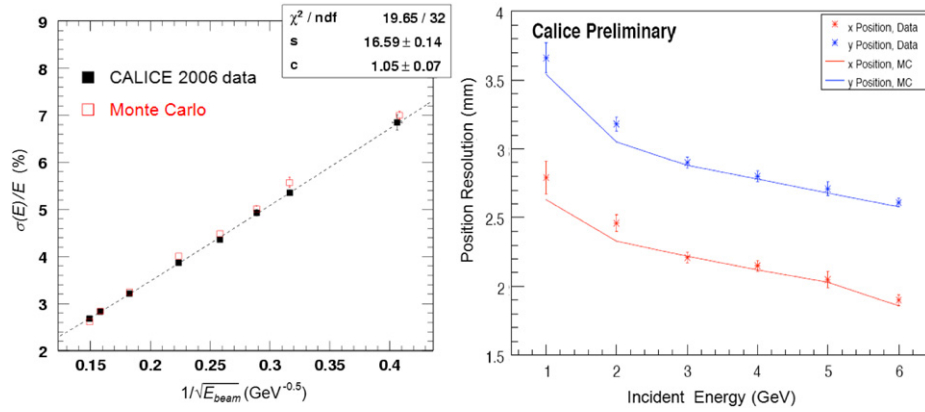 χ² / ndf 19.65 / 32
s 16.59 ± 0.14
c 1.05 ± 0.07
CALICE 2006 data
Monte Carlo
σ(E)/E (%)
9
8
7
6
5
4
3
2
0.15
0.2
0.25
0.3
0.35
0.4
1/√E_beam (GeV^-0.5)
Calice Preliminary
x Position, Data
y Position, Data
x Position, MC
y Position, MC
Position Resolution (mm)
4
3.5
3
2.5
2
1.5
1
2
3
4
5
6
Incident Energy (GeV)